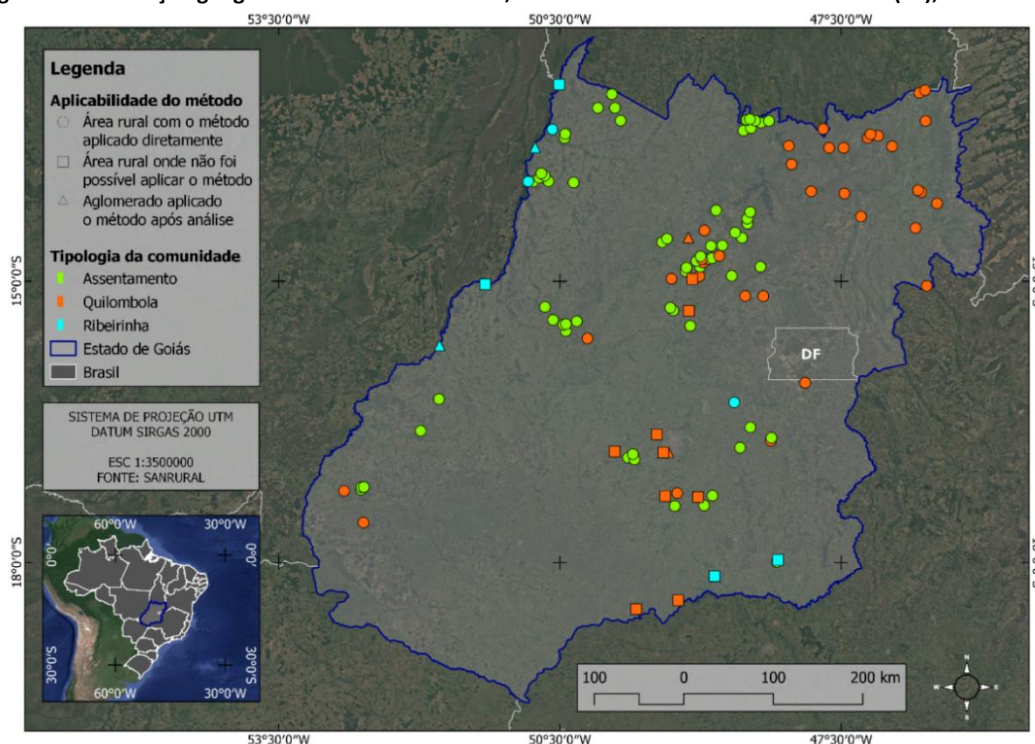 53°30'0"W 50°30'0"W 47°30'0"W
Legenda
Aplicabilidade do método
Área rural com o método
aplicado diretamente
Área rural onde não foi
possível aplicar o método
Aglomerado aplicado
o método após análise
Tipologia da comunidade
Assentamento
Quilombola
Ribeirinha
Estado de Goiás
Brasil
SISTEMA DE PROJEÇÃO UTM
DATUM SIRGAS 2000
ESC 1:3500000
FONTE: SANRURAL
15°0'0"S
DF
18°0'0"S
60°0'W 30°0'W
0°0' 0°0'
30°0'S 30°0'S
60°0'W 30°0'W
100 0 100 200 km
N
W E
S
53°30'0"W 50°30'0"W 47°30'0"W